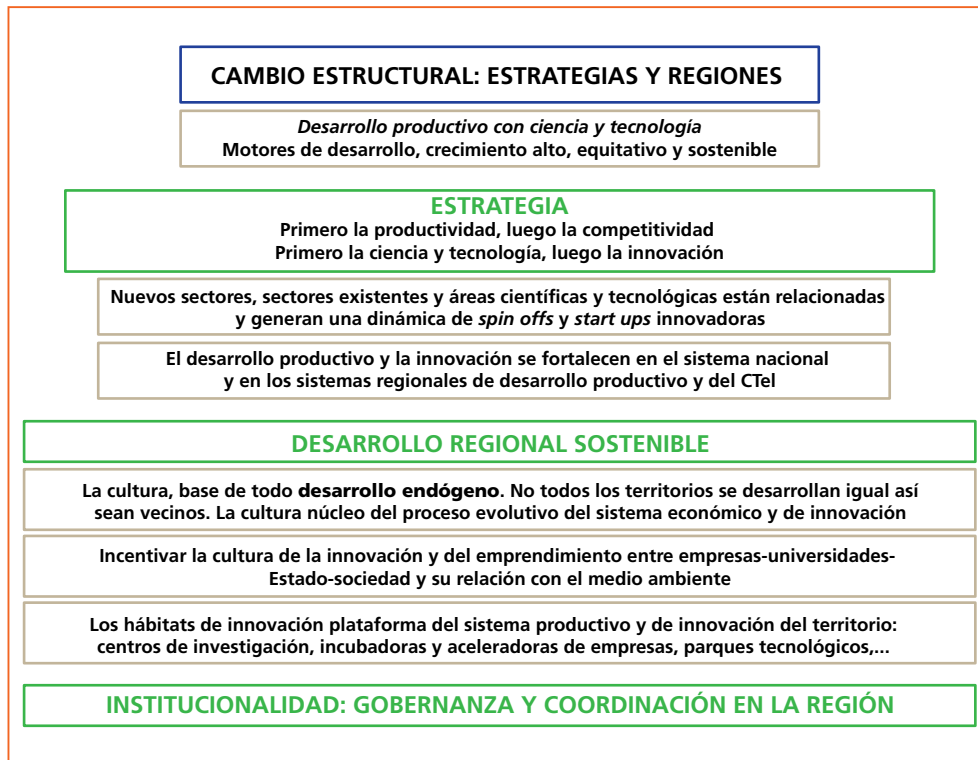 CAMBIO ESTRUCTURAL: ESTRATEGIAS Y REGIONES
Desarrollo productivo con ciencia y tecnología
Motores de desarrollo, crecimiento alto, equitativo y sostenible
ESTRATEGIA
Primero la productividad, luego la competitividad
Primero la ciencia y tecnología, luego la innovación
Nuevos sectores, sectores existentes y áreas científicas y tecnológicas están relacionadas
y generan una dinámica de spin offs y start ups innovadoras
El desarrollo productivo y la innovación se fortalecen en el sistema nacional
y en los sistemas regionales de desarrollo productivo y del CTel
DESARROLLO REGIONAL SOSTENIBLE
La cultura, base de todo desarrollo endógeno. No todos los territorios se desarrollan igual así
sean vecinos. La cultura núcleo del proceso evolutivo del sistema económico y de innovación
Incentivar la cultura de la innovación y del emprendimiento entre empresas-universidades-
Estado-sociedad y su relación con el medio ambiente
Los hábitats de innovación plataforma del sistema productivo y de innovación del territorio:
centros de investigación, incubadoras y aceleradoras de empresas, parques tecnológicos,...
INSTITUCIONALIDAD: GOBERNANZA Y COORDINACIÓN EN LA REGIÓN